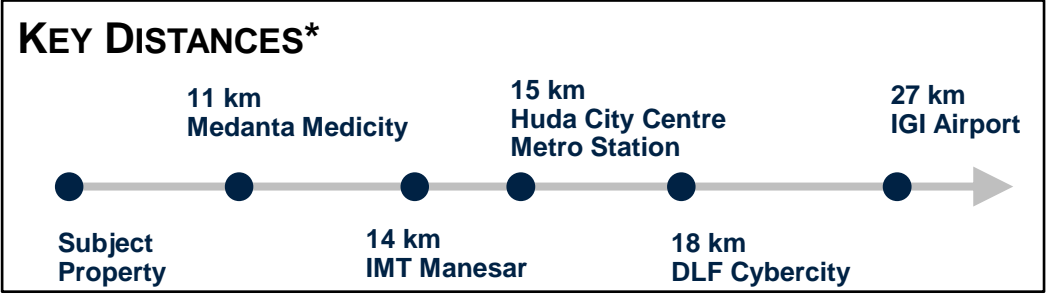 KEY DISTANCES*
11 km
Medanta Medicity
15 km
Huda City Centre
Metro Station
27 km
IGI Airport
Subject
Property
14 km
IMT Manesar
18 km
DLF Cybercity